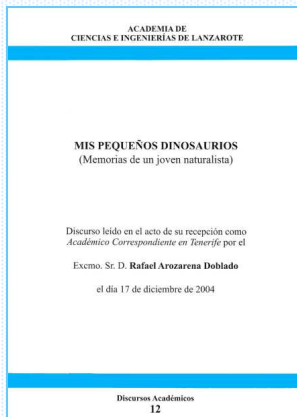 ACADEMIA DE
CIENCIAS E INGENIERÍAS DE LANZAROTE
MIS PEQUEÑOS DINOSAURIOS
(Memorias de un joven naturalista)
Discurso leído en el acto de su recepción como
Académico Correspondiente en Tenerife por el
Excmo. Sr. D. Rafael Arozarena Doblado
el día 17 de diciembre de 2004
Discursos Académicos
12